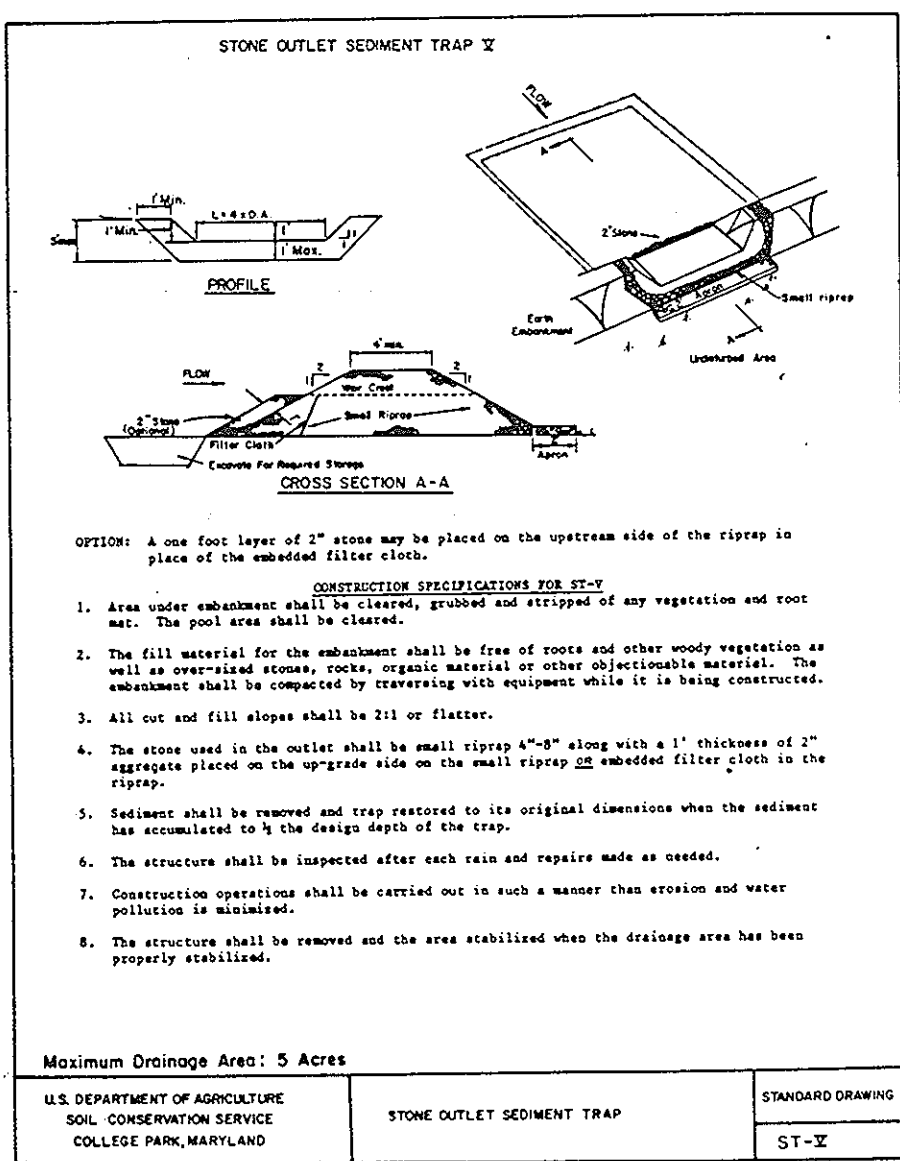 STONE OUTLET SEDIMENT TRAP V
FLOW
A
1' Min.
L=4 x D.A.
1' Min.
1'
1' Max.
PROFILE
2" Stone
Apron
Small riprap
Earth
Embankment
A
Undisturbed Area
4' min.
FLOW
2
1
2
1
Weir Crest
2" Stone
(Optional)
Small Riprap
Filter Cloth
Excavate For Required Storage
Apron
CROSS SECTION A-A
OPTION: A one foot layer of 2" stone may be placed on the upstream side of the riprap in
place of the embedded filter cloth.
CONSTRUCTION SPECIFICATIONS FOR ST-V
1. Area under embankment shall be cleared, grubbed and stripped of any vegetation and root
mat. The pool area shall be cleared.
2. The fill material for the embankment shall be free of roots and other woody vegetation as
well as over-sized stones, rocks, organic material or other objectionable material. The
embankment shall be compacted by traversing with equipment while it is being constructed.
3. All cut and fill slopes shall be 2:1 or flatter.
4. The stone used in the outlet shall be small riprap 4"-8" along with a 1' thickness of 2"
aggregate placed on the up-grade side on the small riprap OR embedded filter cloth in the
riprap.
5. Sediment shall be removed and trap restored to its original dimensions when the sediment
has accumulated to ½ the design depth of the trap.
6. The structure shall be inspected after each rain and repairs made as needed.
7. Construction operations shall be carried out in such a manner than erosion and water
pollution is minimized.
8. The structure shall be removed and the area stabilized when the drainage area has been
properly stabilized.
Maximum Drainage Area: 5 Acres
U.S. DEPARTMENT OF AGRICULTURE
SOIL CONSERVATION SERVICE
COLLEGE PARK, MARYLAND
STONE OUTLET SEDIMENT TRAP
STANDARD DRAWING
ST-V